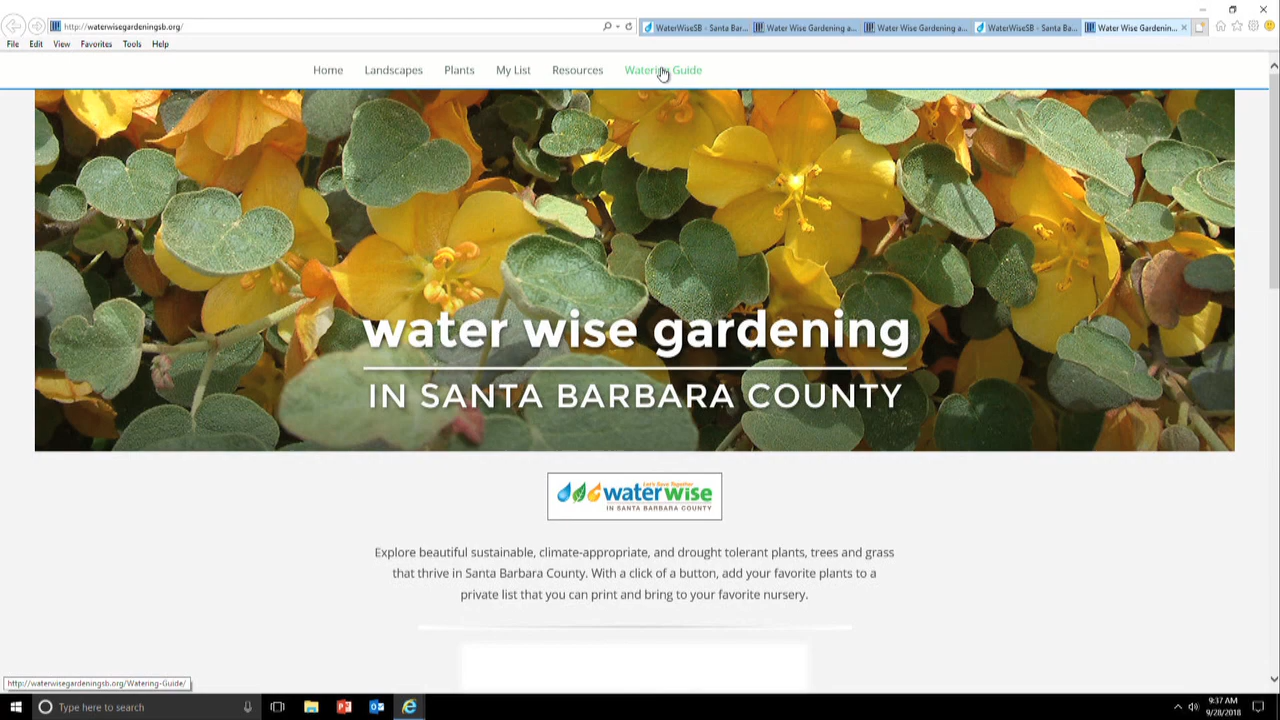 http://waterwisegardeningsb.org/
WaterWiseSB - Santa Bar...
Water Wise Gardening a...
Water Wise Gardening a...
WaterWiseSB - Santa Ba...
Water Wise Gardenin...
File Edit View Favorites Tools Help
Home Landscapes Plants My List Resources Watering Guide
water wise gardening
IN SANTA BARBARA COUNTY
Let's Save Together
waterwise
IN SANTA BARBARA COUNTY
Explore beautiful sustainable, climate-appropriate, and drought tolerant plants, trees and grass
that thrive in Santa Barbara County. With a click of a button, add your favorite plants to a
private list that you can print and bring to your favorite nursery.
http://waterwisegardeningsb.org/Watering-Guide/
Type here to search
9:37 AM
9/28/2018